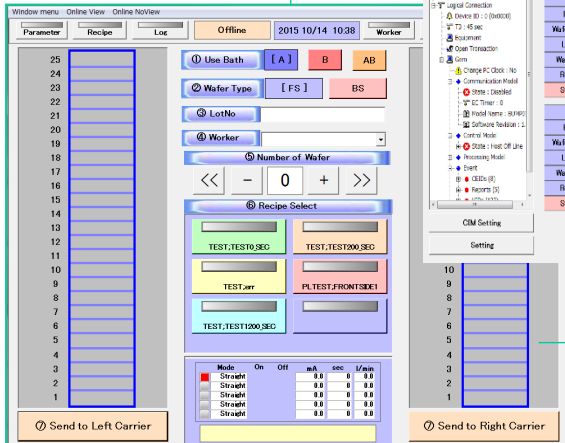 Window menu Online View Online NoView
Parameter Recipe Log Offline 2015 10/14 10:38 Worker
① Use Bath [ A ] B AB
② Wafer Type [ FS ] BS
③ LotNo
④ Worker
⑤ Number of Wafer
<< - 0 + >>
⑥ Recipe Select
TEST;TEST0_SEC TEST;TEST200_SEC
TEST;err PLTEST;FRONTSIDE1
TEST;TEST1200_SEC
Mode On Off mA sec L/min
Straight 0.0 0 0.0
Straight 0.0 0 0.0
Straight 0.0 0 0.0
Straight 0.0 0 0.0
Straight 0.0 0 0.0
25
24
23
22
21
20
19
18
17
16
15
14
13
12
11
10
9
8
7
6
5
4
3
2
1
⑦ Send to Left Carrier
Logical Connection
Device ID : 0 (0x0000)
T3 : 45 sec
Equipment
Open Transaction
Gem
Change PC Clock : No
Communication Model
State : Disabled
EC Timer : 0
Model Name :
Software Revision : 1.
Control Model
State : Host Off Line
Processing Model
Event
CEIDs (8)
Reports (5)
CIM Setting
Setting
10
9
8
7
6
5
4
3
2
1
⑦ Send to Right Carrier